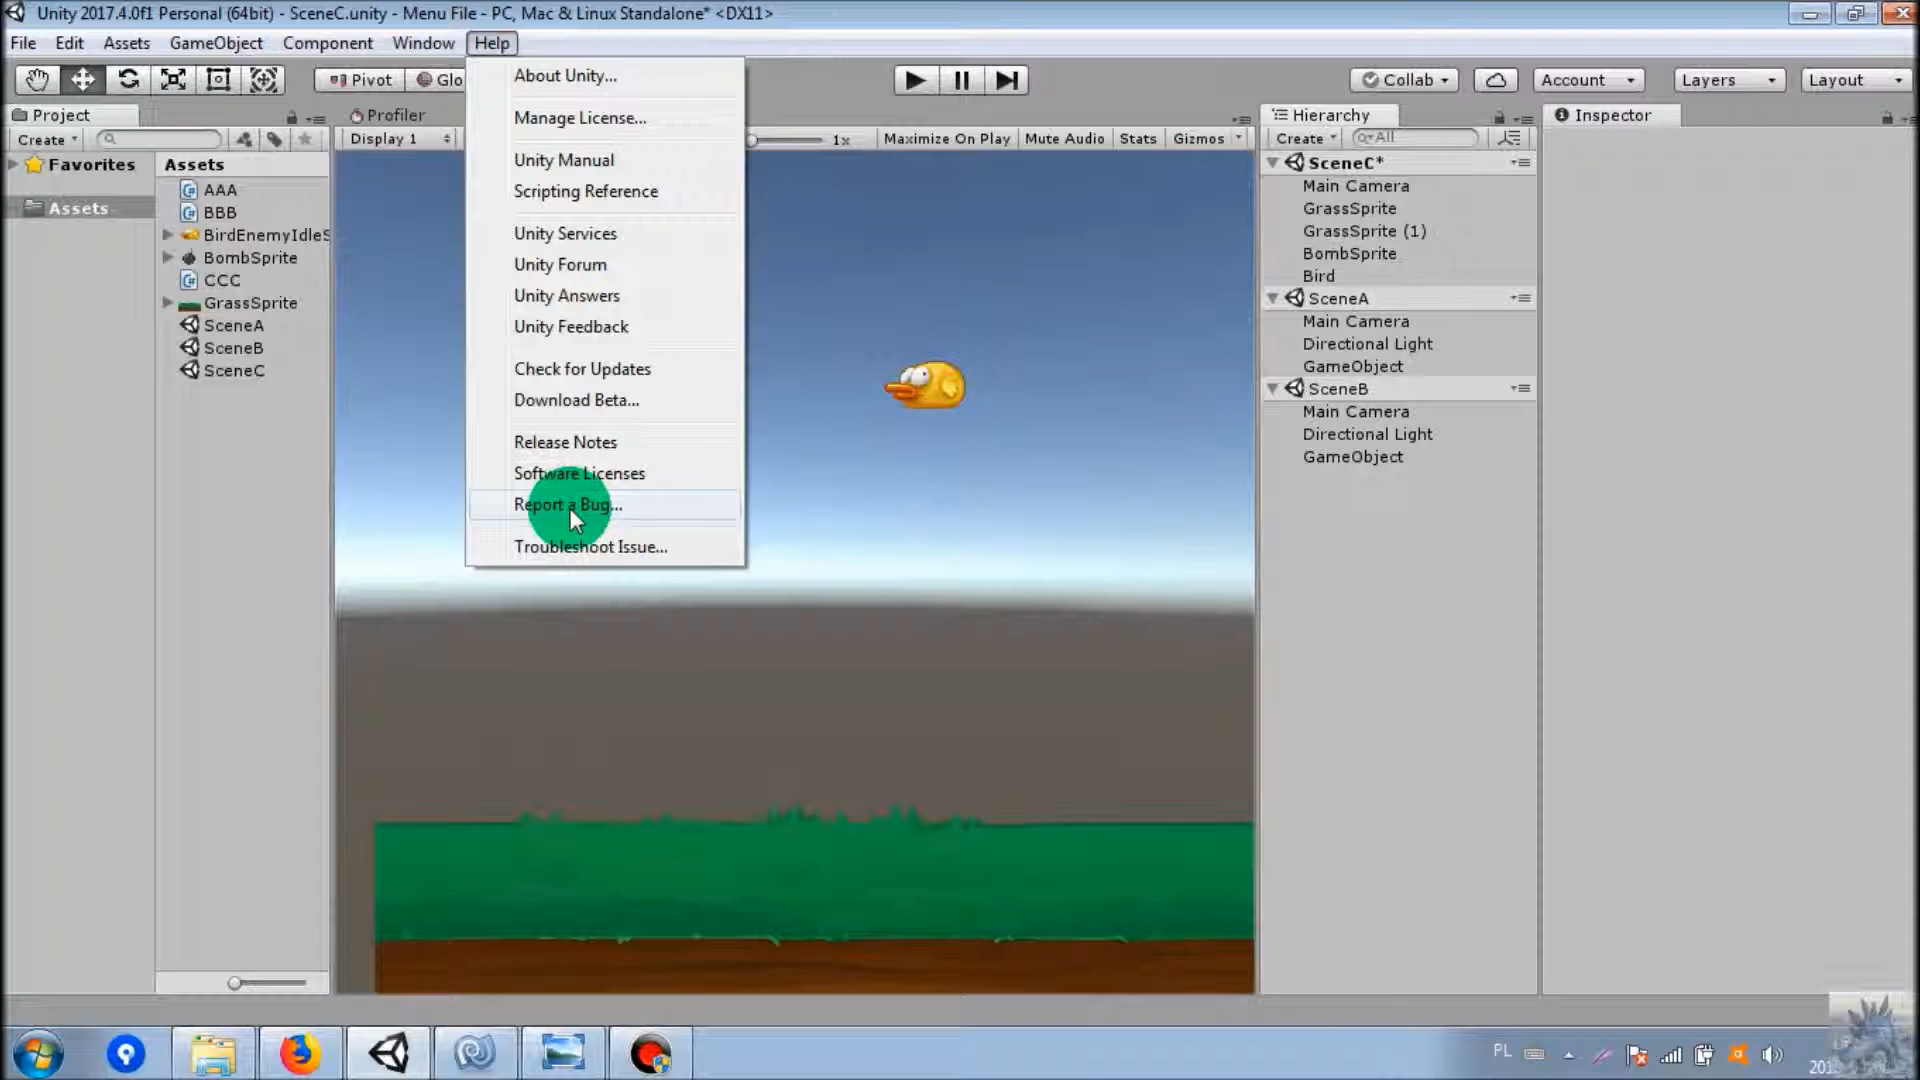 Unity 2017.4.0f1 Personal (64bit) - SceneC.unity - Menu File - PC, Mac & Linux Standalone* <DX11>
File Edit Assets GameObject Component Window Help
Pivot Glo Collab Account Layers Layout
About Unity...
Manage License...
Unity Manual
Scripting Reference
Unity Services
Unity Forum
Unity Answers
Unity Feedback
Check for Updates
Download Beta...
Release Notes
Software Licenses
Report a Bug...
Troubleshoot Issue...
Project
Create
Favorites
Assets
Assets
AAA
BBB
BirdEnemyIdleS
BombSprite
CCC
GrassSprite
SceneA
SceneB
SceneC
Profiler
Display 1 1x Maximize On Play Mute Audio Stats Gizmos
Hierarchy
Create All
SceneC*
Main Camera
GrassSprite
GrassSprite (1)
BombSprite
Bird
SceneA
Main Camera
Directional Light
GameObject
SceneB
Main Camera
Directional Light
GameObject
Inspector
PL